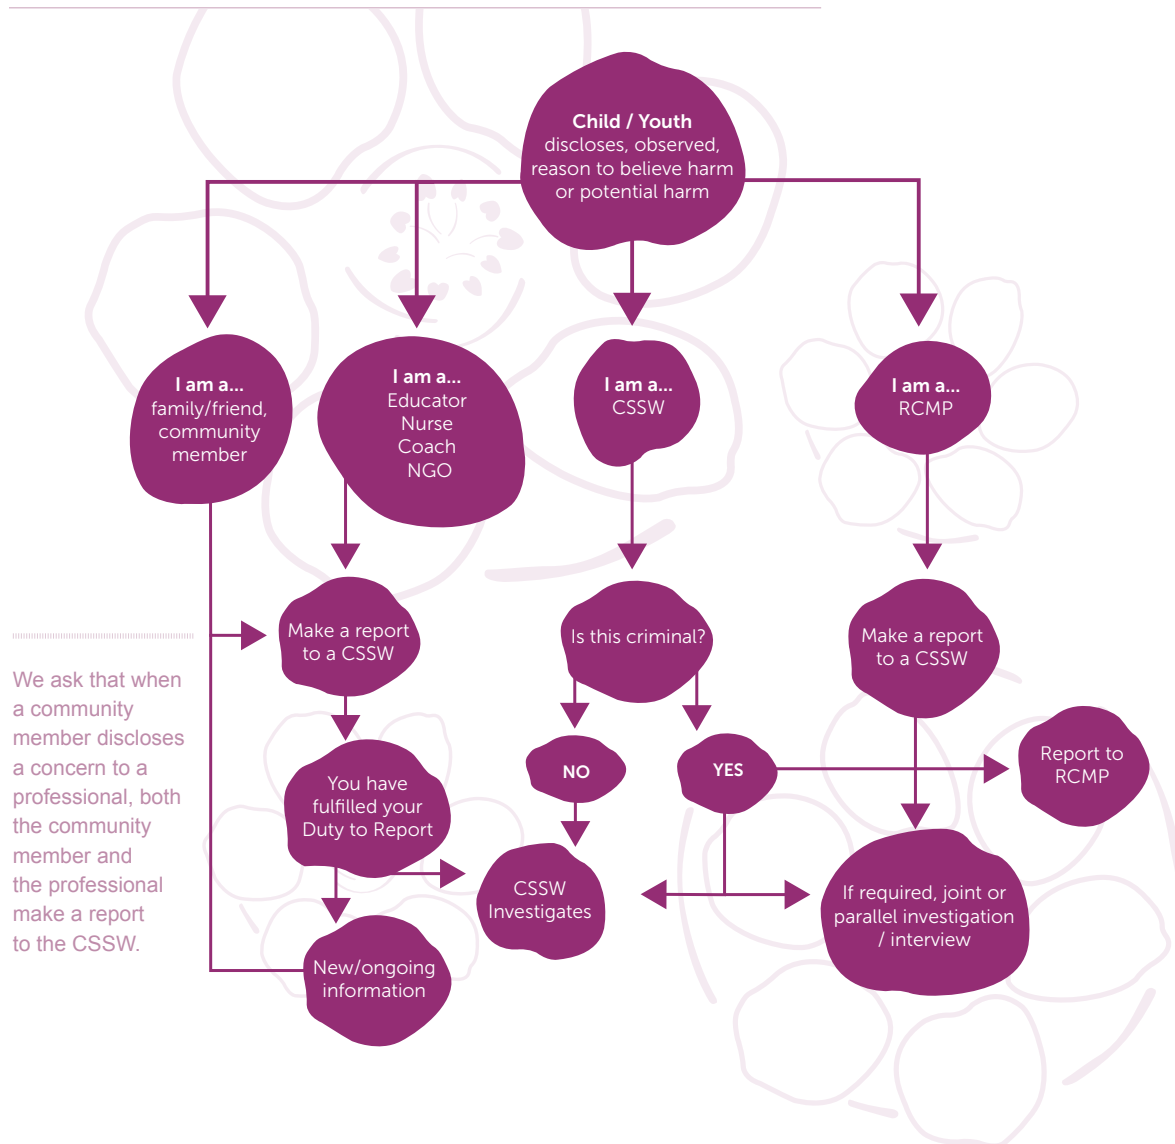 Child / Youth
discloses, observed,
reason to believe harm
or potential harm
I am a...
family/friend,
community
member
I am a...
Educator
Nurse
Coach
NGO
I am a...
CSSW
I am a...
RCMP
Make a report
to a CSSW
Is this criminal?
Make a report
to a CSSW
We ask that when
a community
member discloses
a concern to a
professional, both
the community
member and
the professional
make a report
to the CSSW.
You have
fulfilled your
Duty to Report
NO
YES
Report to
RCMP
CSSW
Investigates
If required, joint or
parallel investigation
/ interview
New/ongoing
information